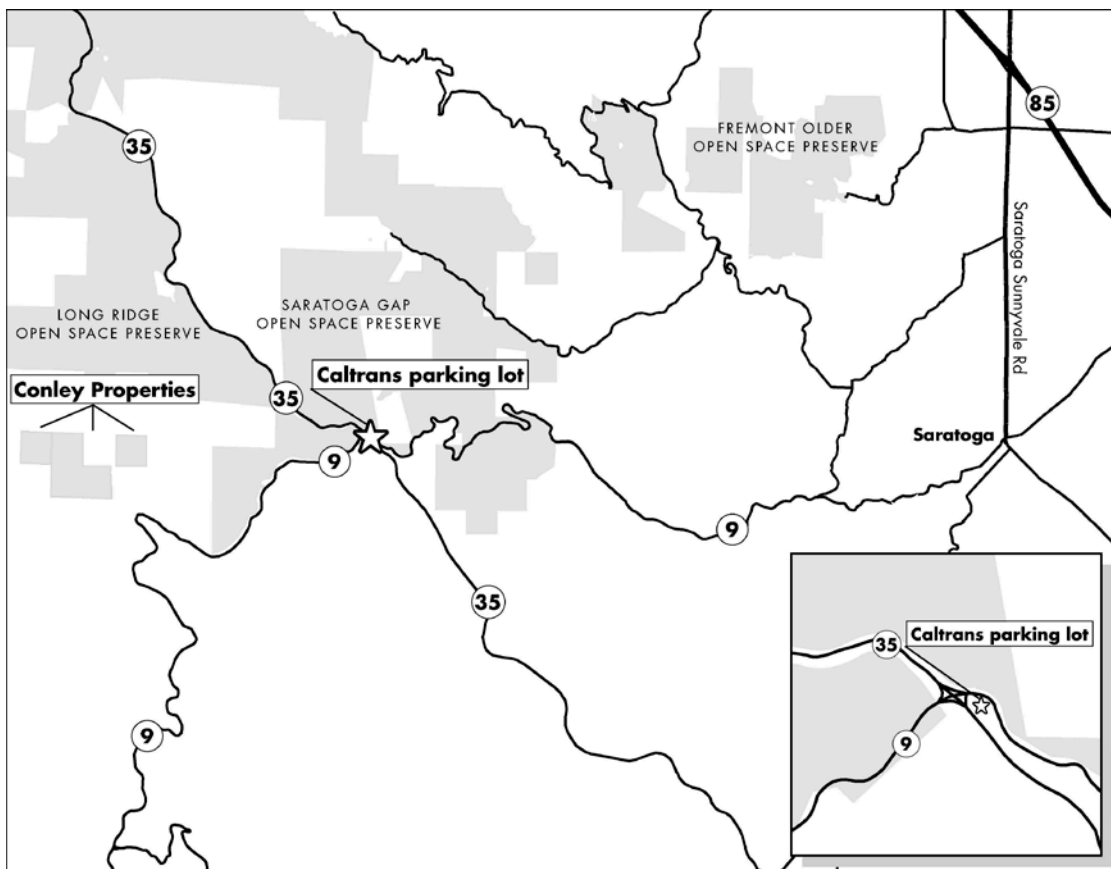 85
35
FREMONT OLDER
OPEN SPACE PRESERVE
Saratoga Sunnyvale Rd
LONG RIDGE
OPEN SPACE PRESERVE
SARATOGA GAP
OPEN SPACE PRESERVE
Caltrans parking lot
Conley Properties
35
9
Saratoga
9
35
9
Caltrans parking lot
35
9